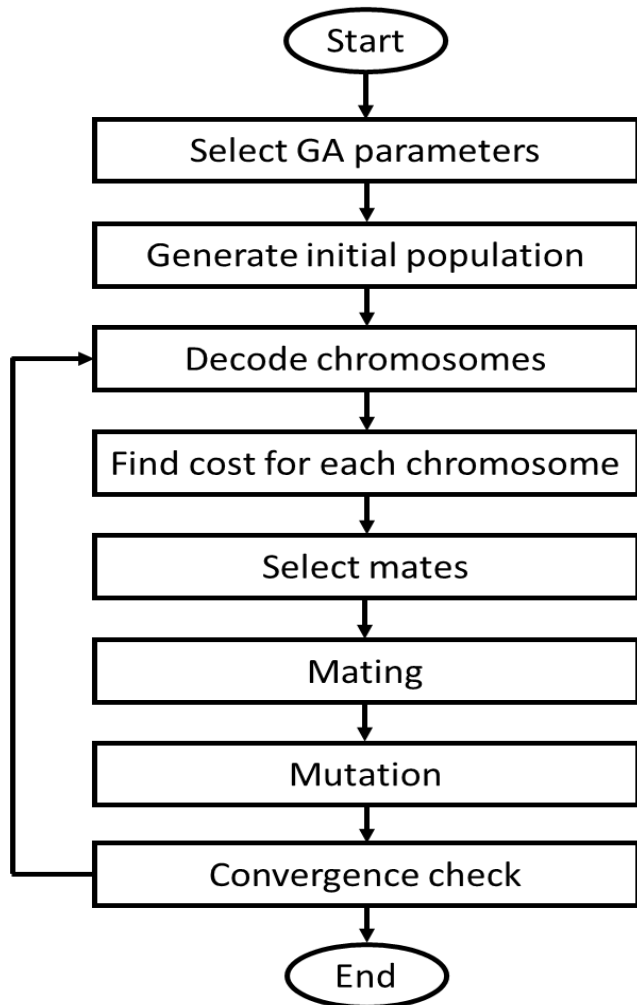 Start
Select GA parameters
Generate initial population
Decode chromosomes
Find cost for each chromosome
Select mates
Mating
Mutation
Convergence check
End